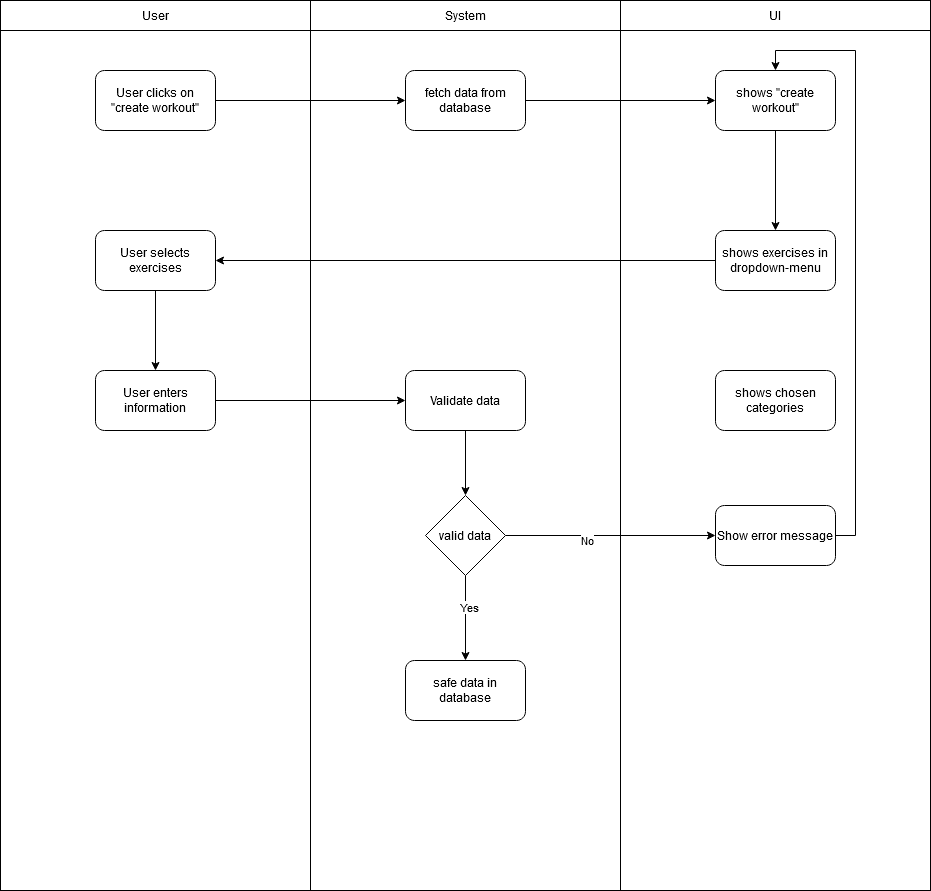 User
System
UI
User clicks on
"create workout"
fetch data from
database
shows "create
workout"
User selects
exercises
shows exercises in
dropdown-menu
User enters
information
Validate data
shows chosen
categories
valid data
No
Show error message
Yes
safe data in
database